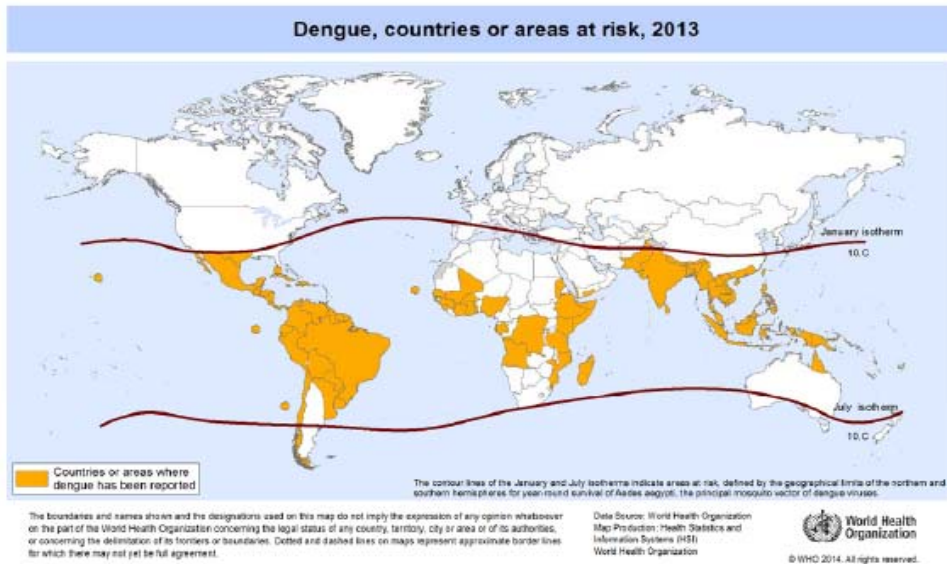 Dengue, countries or areas at risk, 2013
January isotherm
10.C
July isotherm
10.C
Countries or areas where
dengue has been reported
The contour lines of the January and July isotherms indicate areas at risk, defined by the geographical limits of the northern and
southern hemispheres for year-round survival of Aedes aegypti, the principal mosquito vector of dengue viruses.
The boundaries and names shown and the designations used on this map do not imply the expression of any opinion whatsoever
on the part of the World Health Organization concerning the legal status of any country, territory, city or area or of its authorities,
or concerning the delimitation of its frontiers or boundaries. Dotted and dashed lines on maps represent approximate border lines
for which there may not yet be full agreement.
Data Source: World Health Organization
Map Production: Health Statistics and
Information Systems (HSI)
World Health Organization
World Health
Organization
© WHO 2014. All rights reserved.